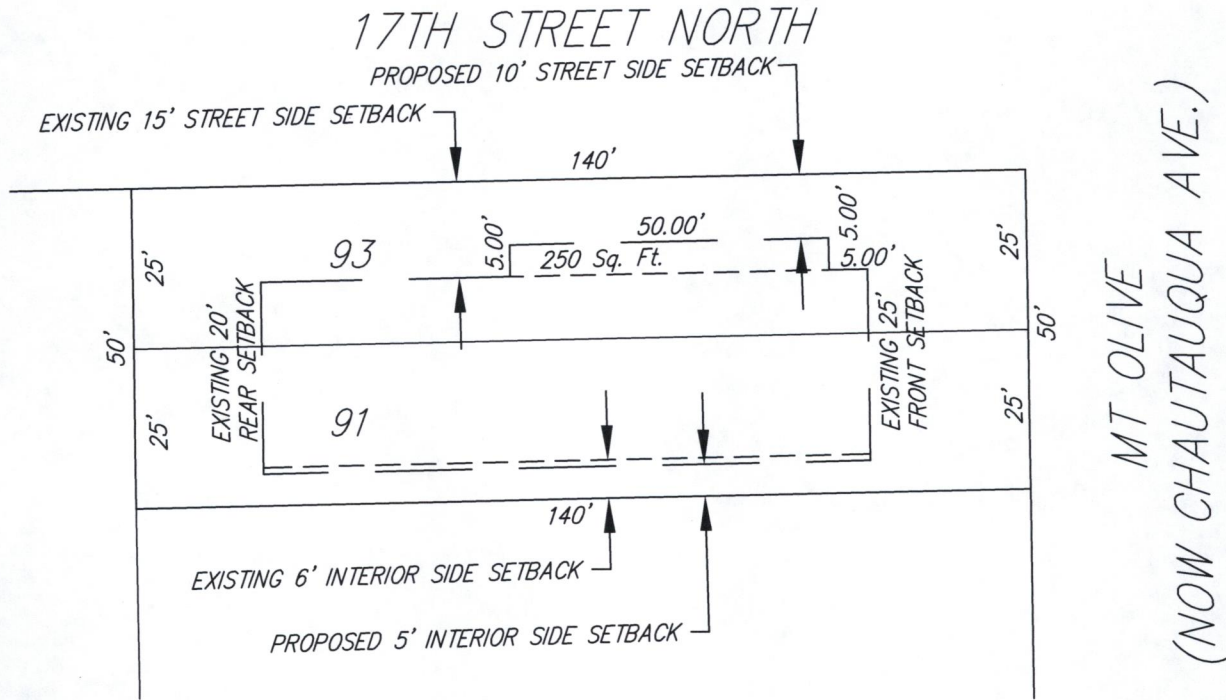 17TH STREET NORTH
PROPOSED 10' STREET SIDE SETBACK
EXISTING 15' STREET SIDE SETBACK
140'
25'
93
5.00'
50.00'
250 Sq. Ft.
5.00'
5.00'
25'
50'
EXISTING 20'
REAR SETBACK
EXISTING 25'
FRONT SETBACK
50'
25'
91
25'
140'
EXISTING 6' INTERIOR SIDE SETBACK
PROPOSED 5' INTERIOR SIDE SETBACK
MT OLIVE
(NOW CHAUTAUQUA AVE.)